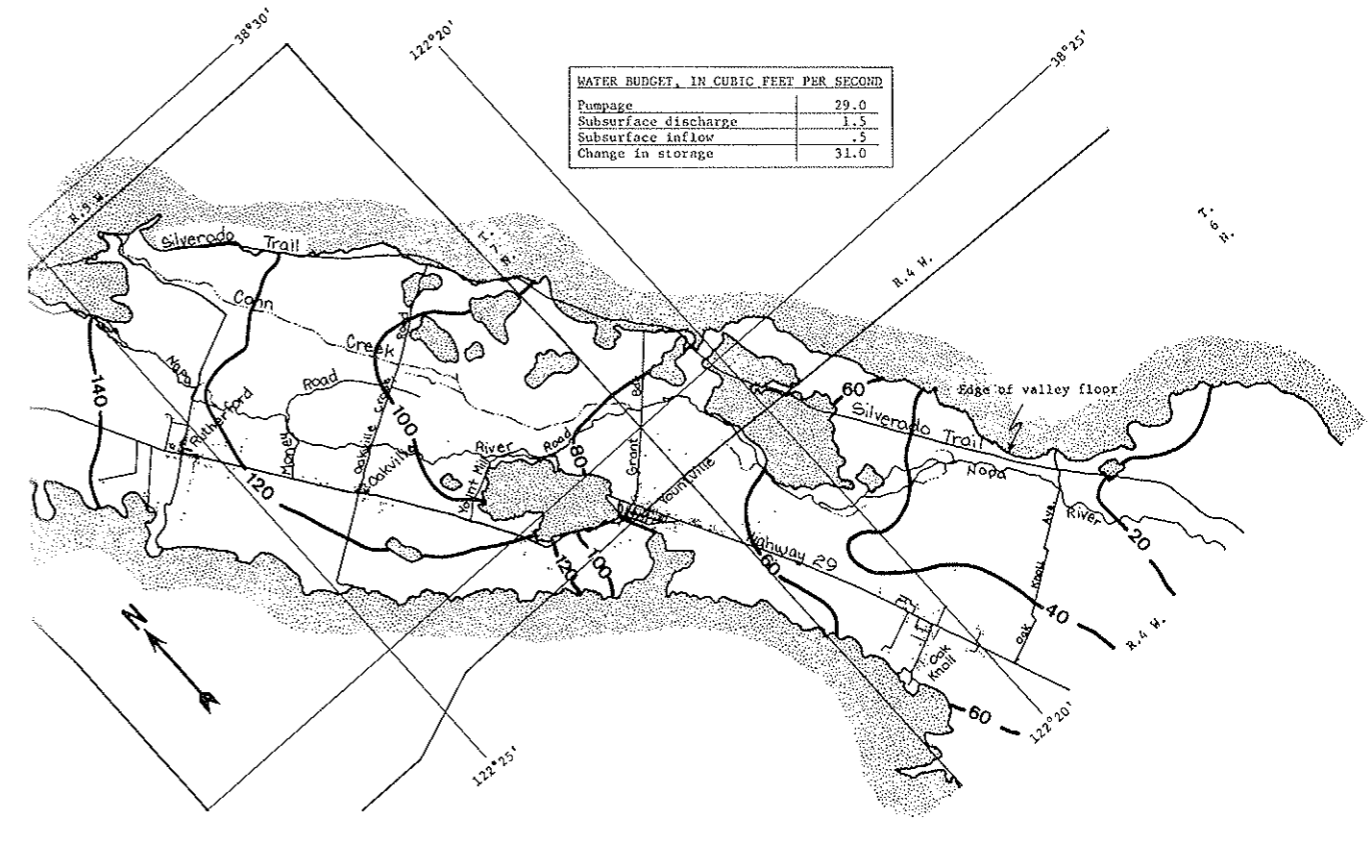 38°30'
122°20'
38°25'
WATER BUDGET, IN CUBIC FEET PER SECOND
Pumpage 29.0
Subsurface discharge 1.5
Subsurface inflow .5
Change in storage 31.0
R.5 W.
T.
7
N.
T.
6
N.
R.4 W.
Silverado Trail
Conn
Creek
Napa
Road
Rutherford
Money
Oakville Cross
Road
Oakville
River Road
Yount Mill
Grant
Yountville
Edge of valley floor
Silverado Trail
Napa
River
Highway 29
Oak
Knoll
Ave
Oak
Knoll
140
120
100
80
120
100
60
60
60
40
20
R.4 W.
N
122°25'
122°20'